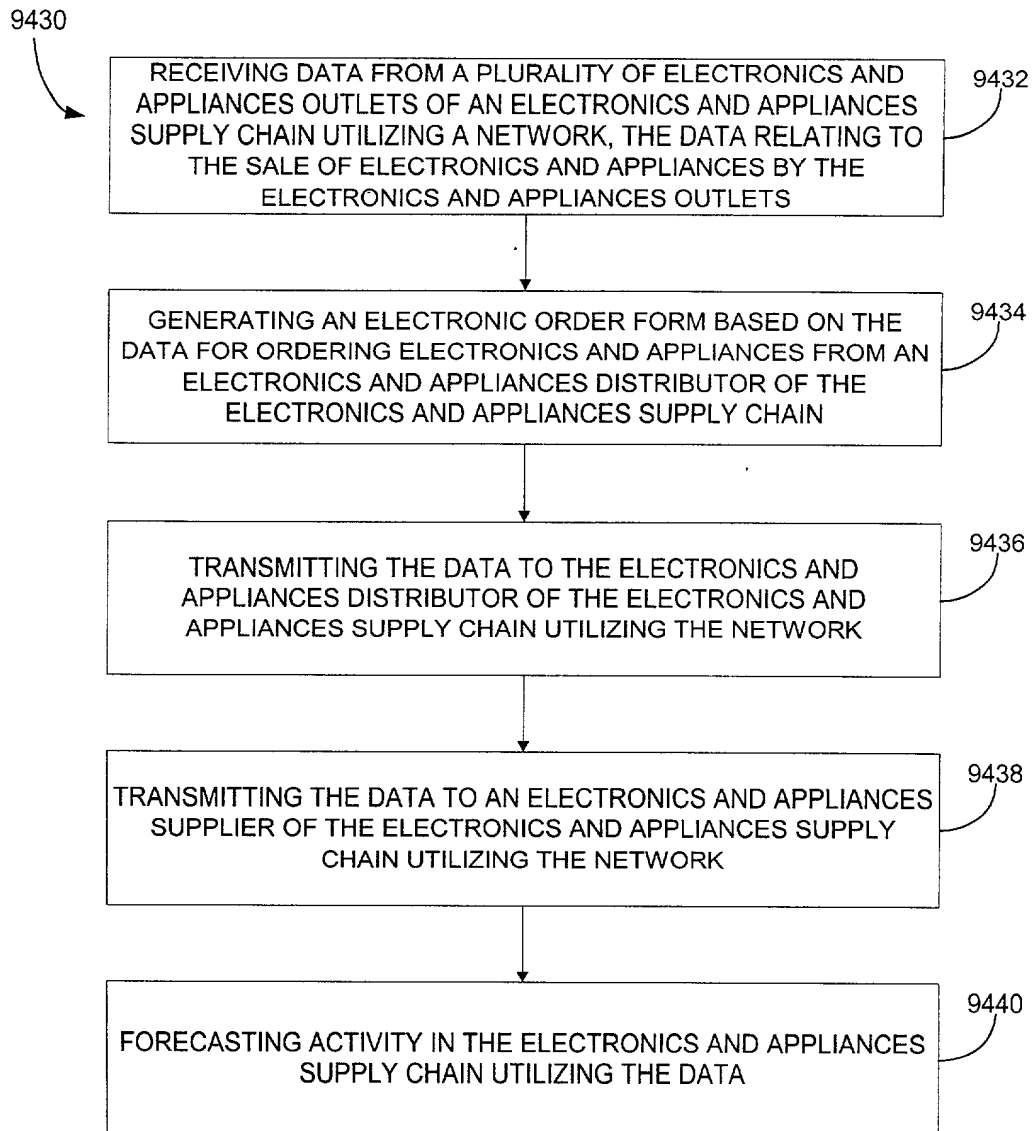 9430
RECEIVING DATA FROM A PLURALITY OF ELECTRONICS AND
APPLIANCES OUTLETS OF AN ELECTRONICS AND APPLIANCES
SUPPLY CHAIN UTILIZING A NETWORK, THE DATA RELATING TO
THE SALE OF ELECTRONICS AND APPLIANCES BY THE
ELECTRONICS AND APPLIANCES OUTLETS
9432
GENERATING AN ELECTRONIC ORDER FORM BASED ON THE
DATA FOR ORDERING ELECTRONICS AND APPLIANCES FROM AN
ELECTRONICS AND APPLIANCES DISTRIBUTOR OF THE
ELECTRONICS AND APPLIANCES SUPPLY CHAIN
9434
TRANSMITTING THE DATA TO THE ELECTRONICS AND
APPLIANCES DISTRIBUTOR OF THE ELECTRONICS AND
APPLIANCES SUPPLY CHAIN UTILIZING THE NETWORK
9436
TRANSMITTING THE DATA TO AN ELECTRONICS AND APPLIANCES
SUPPLIER OF THE ELECTRONICS AND APPLIANCES SUPPLY
CHAIN UTILIZING THE NETWORK
9438
FORECASTING ACTIVITY IN THE ELECTRONICS AND APPLIANCES
SUPPLY CHAIN UTILIZING THE DATA
9440